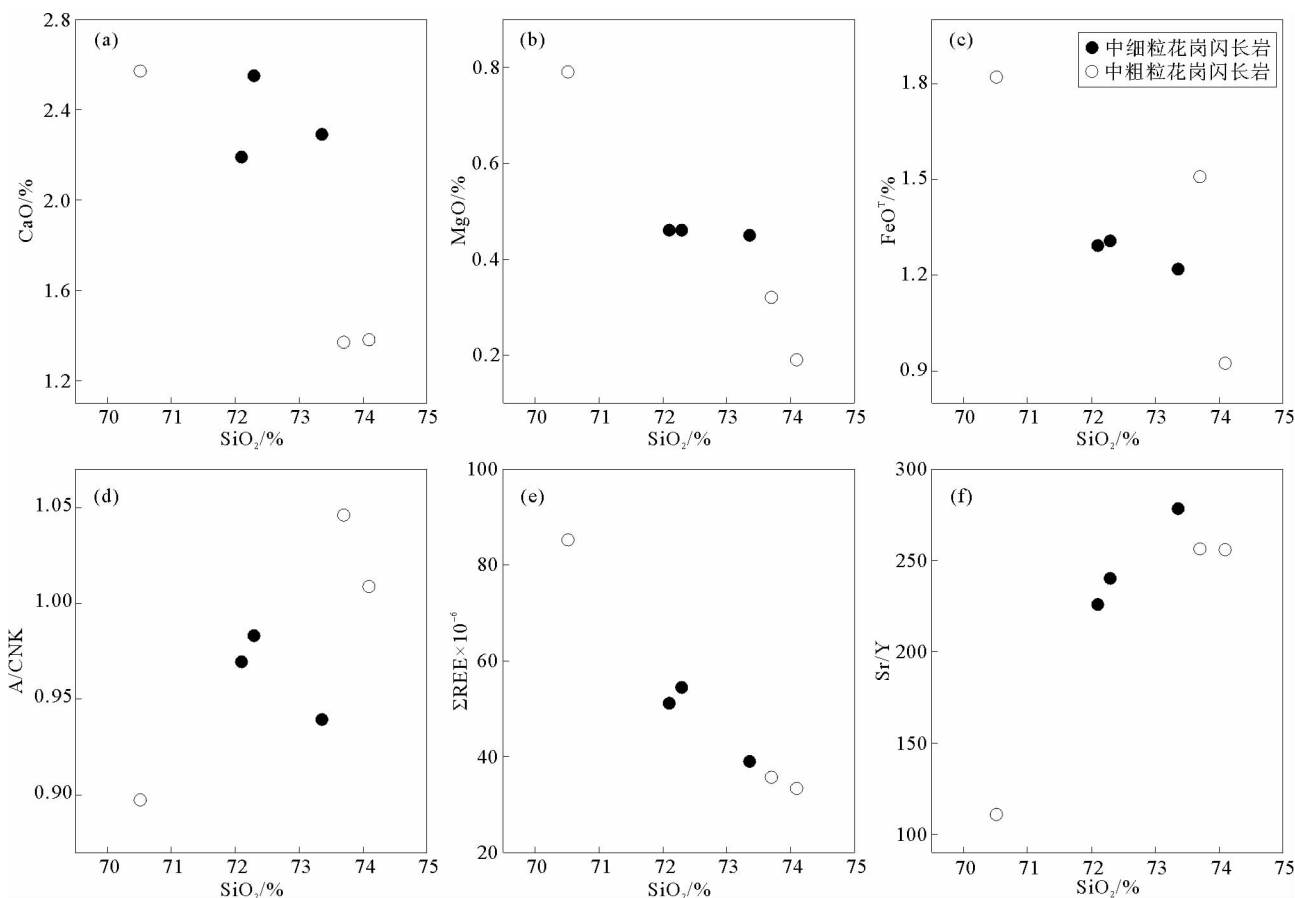 (a)
2.8
2.4
2.0
1.6
1.2
CaO/%
70 71 72 73 74 75
SiO₂/%
(b)
0.8
0.6
0.4
0.2
MgO/%
70 71 72 73 74 75
SiO₂/%
(c)
●中细粒花岗闪长岩
○中粗粒花岗闪长岩
1.8
1.5
1.2
0.9
FeOᵀ/%
70 71 72 73 74 75
SiO₂/%
(d)
1.05
1.00
0.95
0.90
A/CNK
70 71 72 73 74 75
SiO₂/%
(e)
100
80
60
40
20
ΣREE×10⁻⁶
70 71 72 73 74 75
SiO₂/%
(f)
300
250
200
150
100
Sr/Y
70 71 72 73 74 75
SiO₂/%